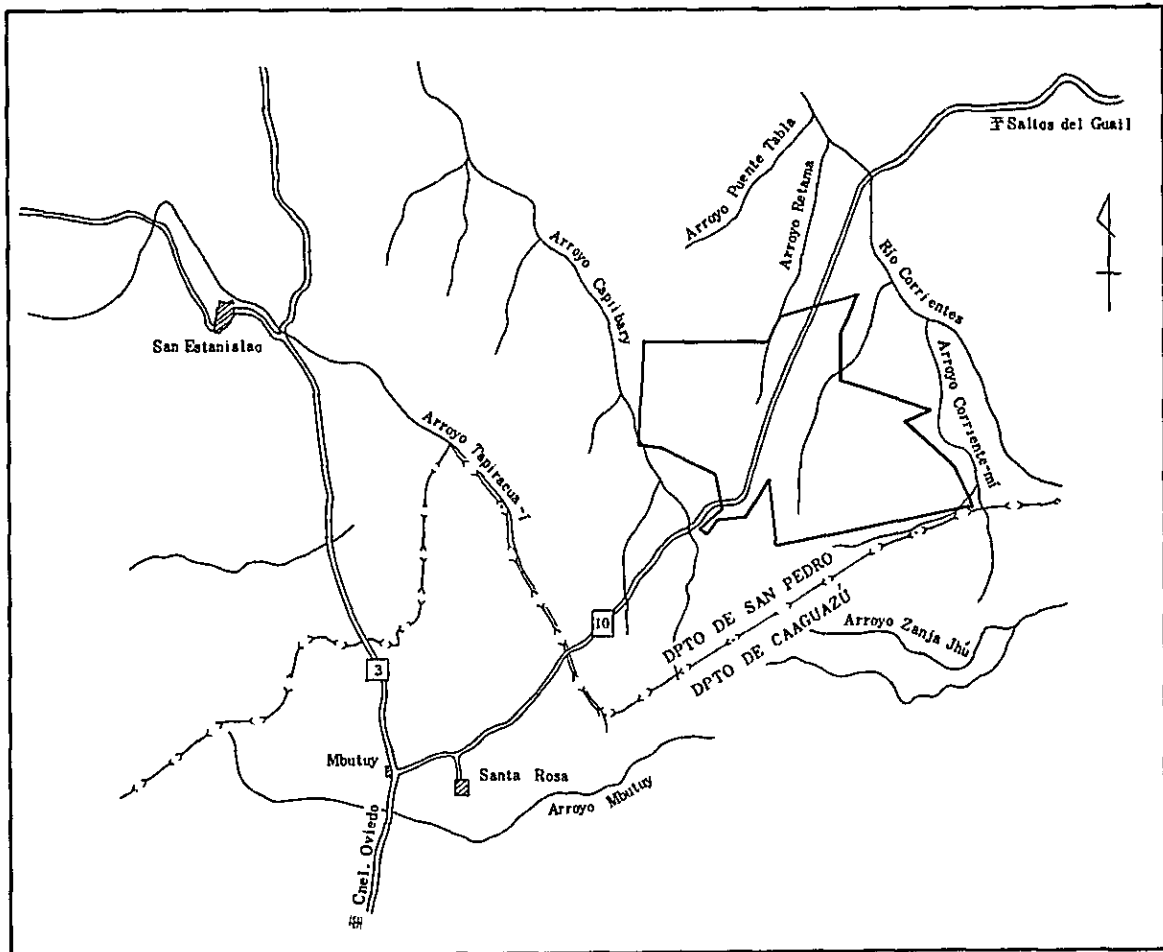 Saltos del Guail
Arroyo Puente Tabla
Arroyo Retama
Arroyo Capiibary
Río Corrientes
San Estanislao
Arroyo Corriente-mí
Arroyo Tapiracua-í
10
DPTO DE SAN PEDRO
DPTO DE CAAGUAZÚ
Arroyo Zanja Jhú
3
Mbutuy
Santa Rosa
Arroyo Mbutuy
Cnel. Oviedo